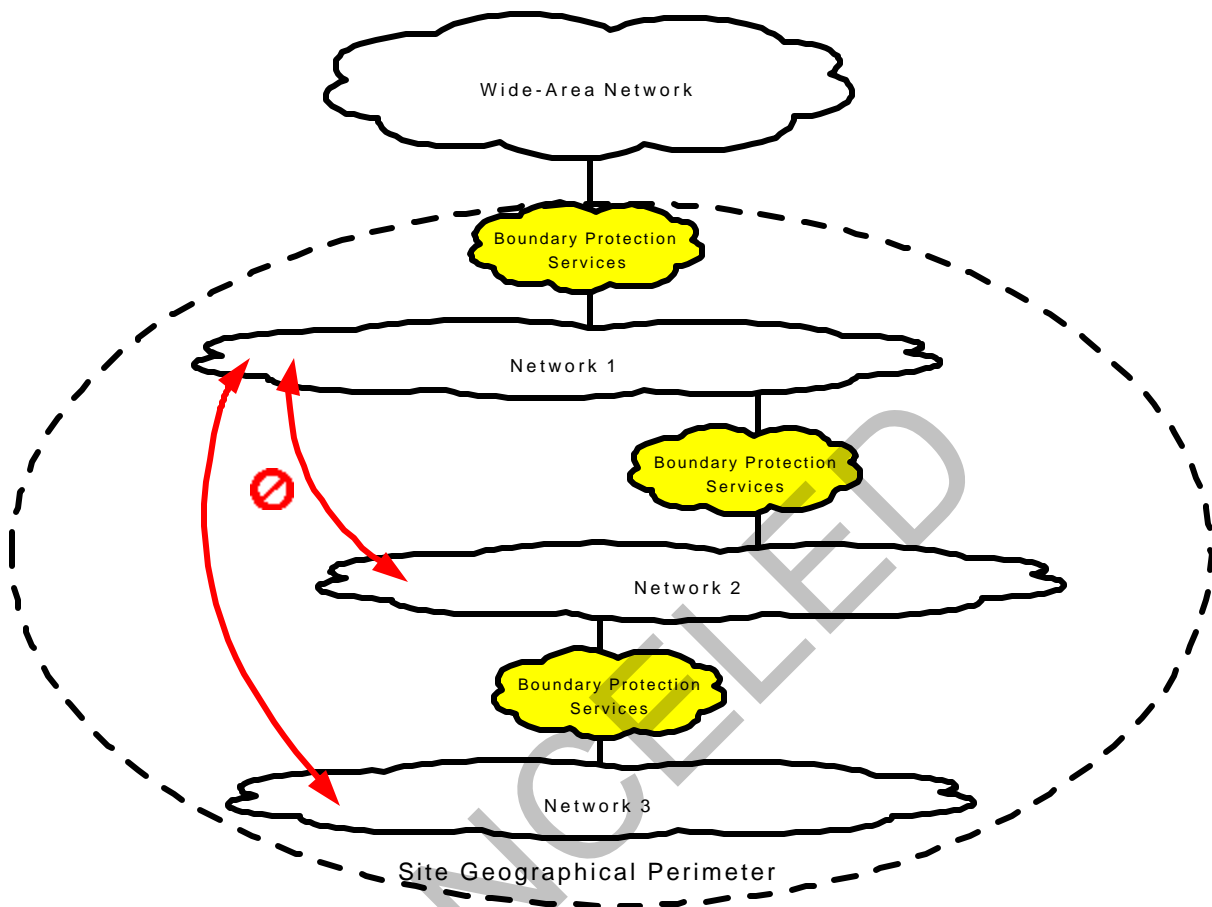 Wide-Area Network
Boundary Protection
Services
Network 1
Boundary Protection
Services
Network 2
Boundary Protection
Services
Network 3
Site Geographical Perimeter
NCELED